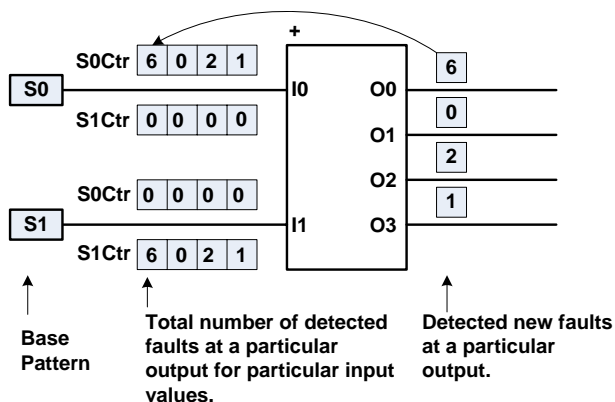 +
S0Ctr 6 0 2 1
6
S0 I0 O0
0
S1Ctr 0 0 0 0
O1
2
S0Ctr 0 0 0 0
O2
1
S1 I1 O3
S1Ctr 6 0 2 1
Base
Pattern
Total number of detected
faults at a particular
output for particular input
values.
Detected new faults
at a particular
output.